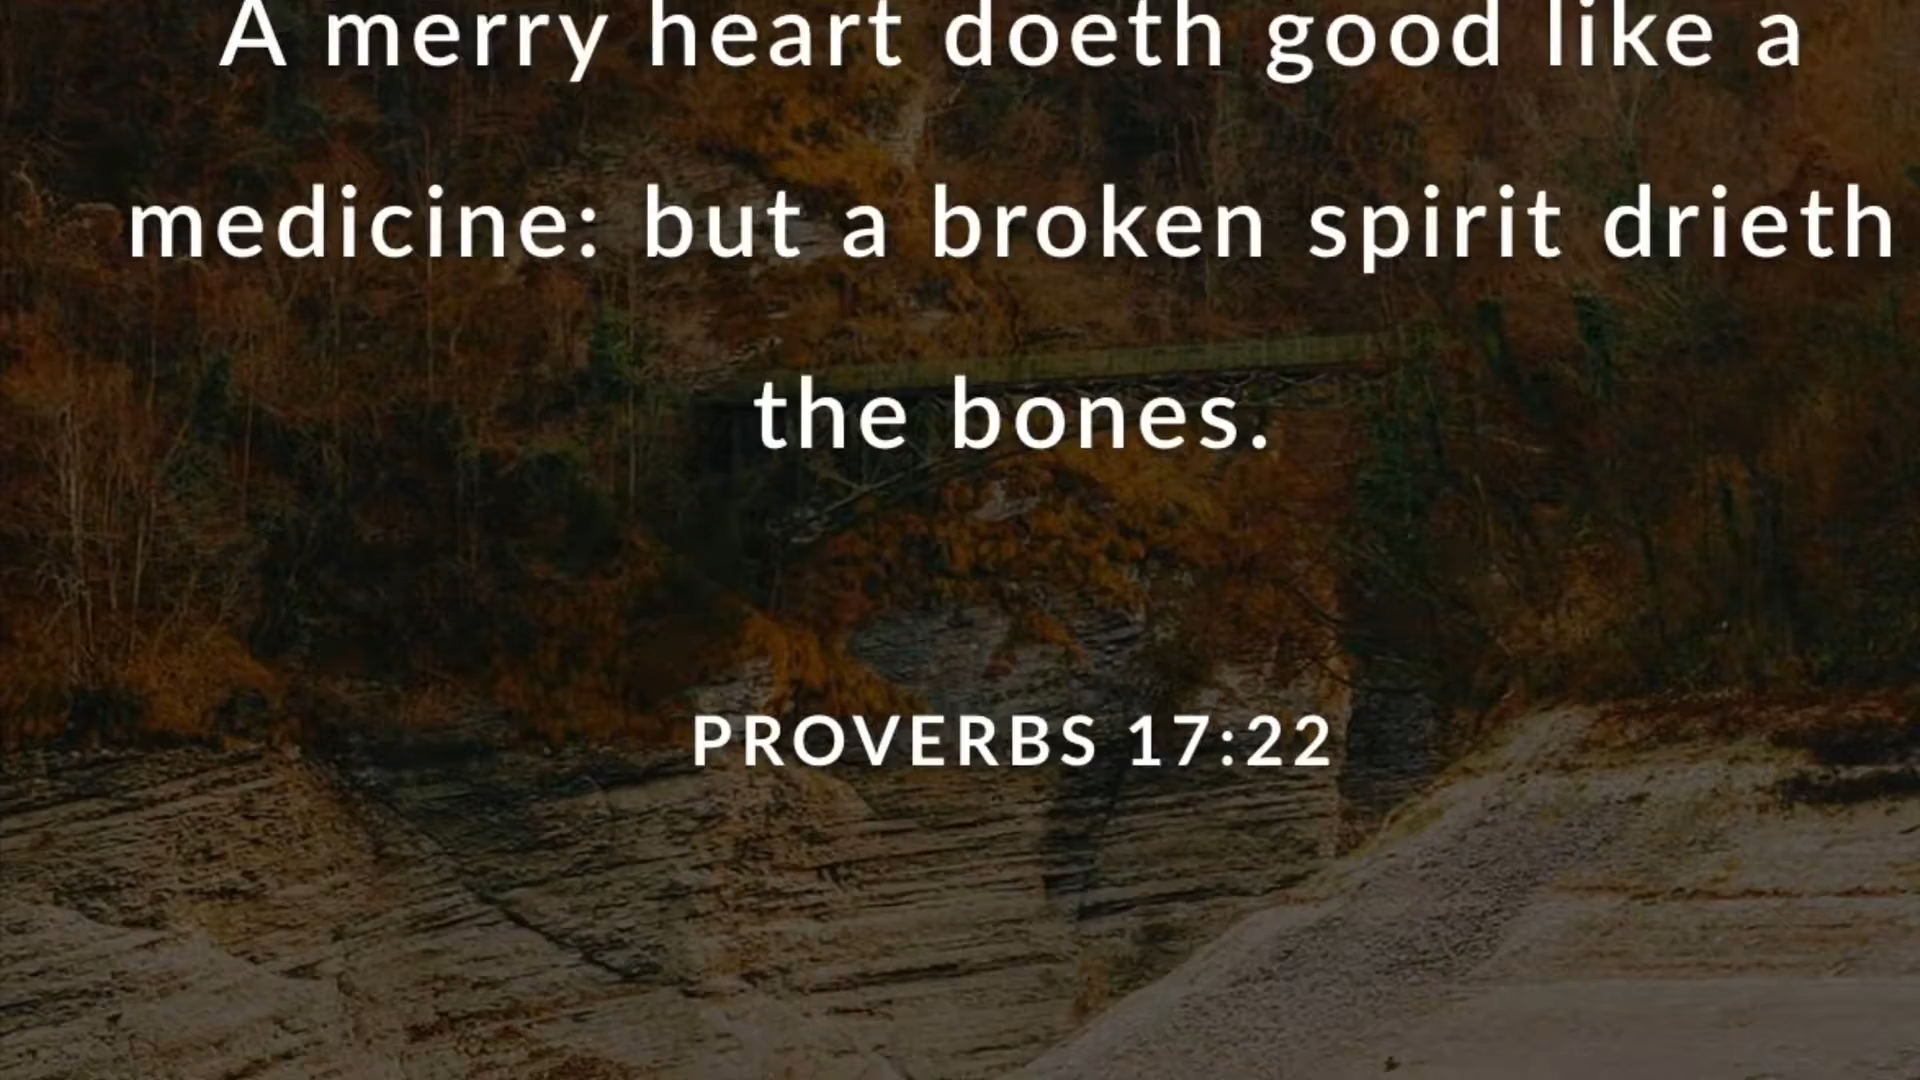 A merry heart doeth good like a
medicine: but a broken spirit drieth
the bones.
PROVERBS 17:22